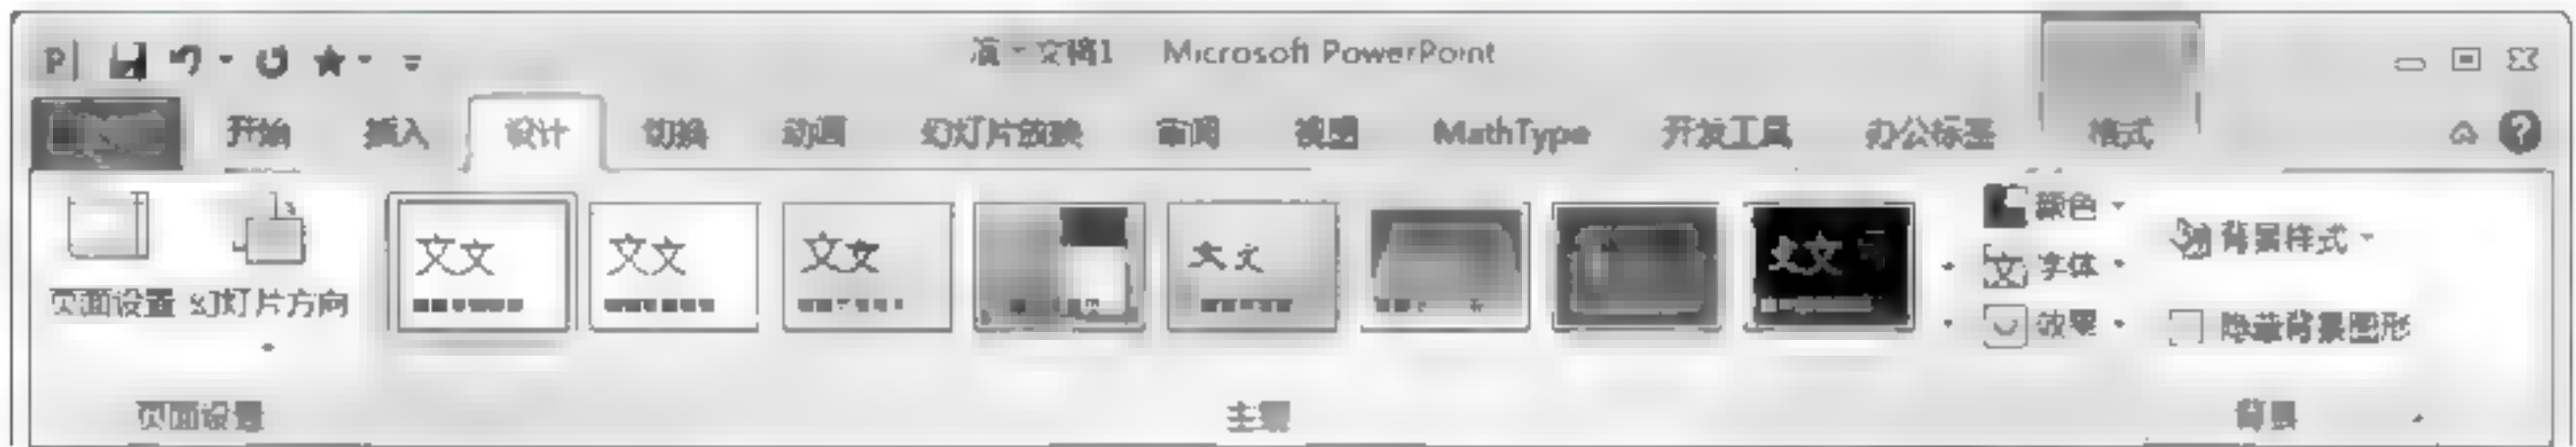 演 文稿1 Microsoft PowerPoint
开始 插入 设计 切换 动画 幻灯片放映 审阅 视图 MathType 开发工具 办公标签 格式
文文 文文 文文 文文 文文
颜色
背景样式
字体
页面设置 幻灯片方向
效果
隐藏背景图形
页面设置 主题 背景